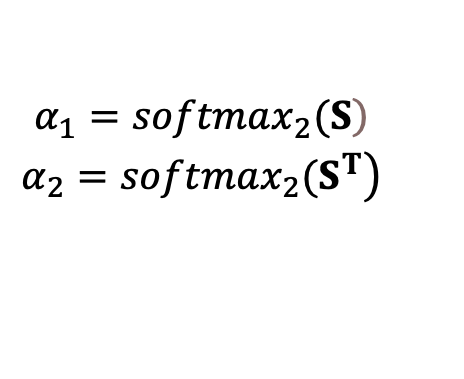 α₁ = softmax₂(S)
α₂ = softmax₂(Sᵀ)